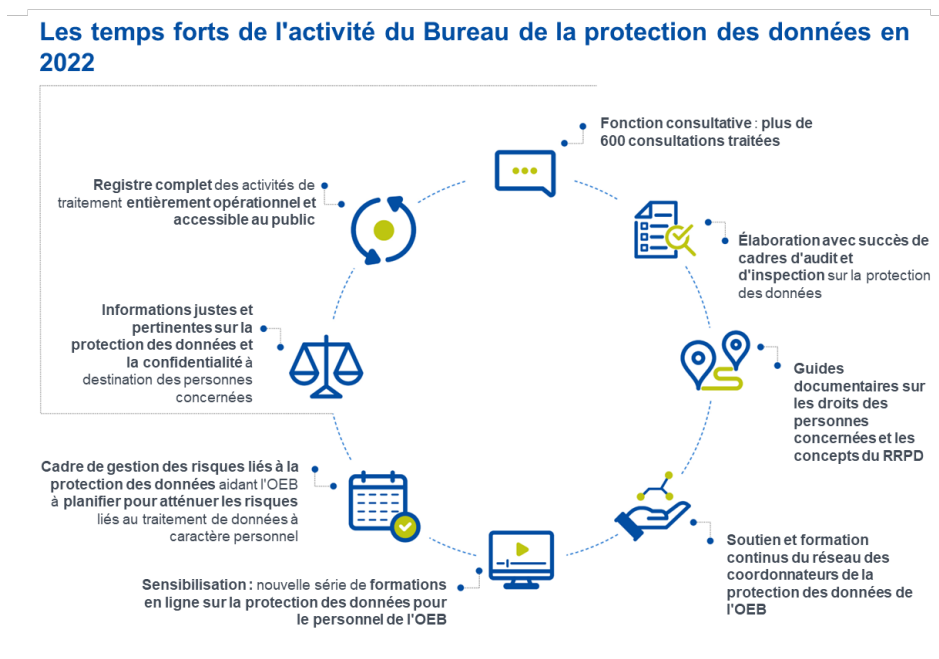 Les temps forts de l'activité du Bureau de la protection des données en
2022
Fonction consultative : plus de
600 consultations traitées
Élaboration avec succès de
cadres d'audit et
d'inspection sur la protection
des données
Guides
documentaires sur
les droits des
personnes
concernées et les
concepts du RRPD
Soutien et formation
continus du réseau des
coordonnateurs de la
protection des données de
l'OEB
Sensibilisation : nouvelle série de formations
en ligne sur la protection des données pour
le personnel de l'OEB
Cadre de gestion des risques liés à la
protection des données aidant l'OEB
à planifier pour atténuer les risques
liés au traitement de données à
caractère personnel
Informations justes et
pertinentes sur la
protection des données et
la confidentialité à
destination des personnes
concernées
Registre complet des activités de
traitement entièrement opérationnel et
accessible au public